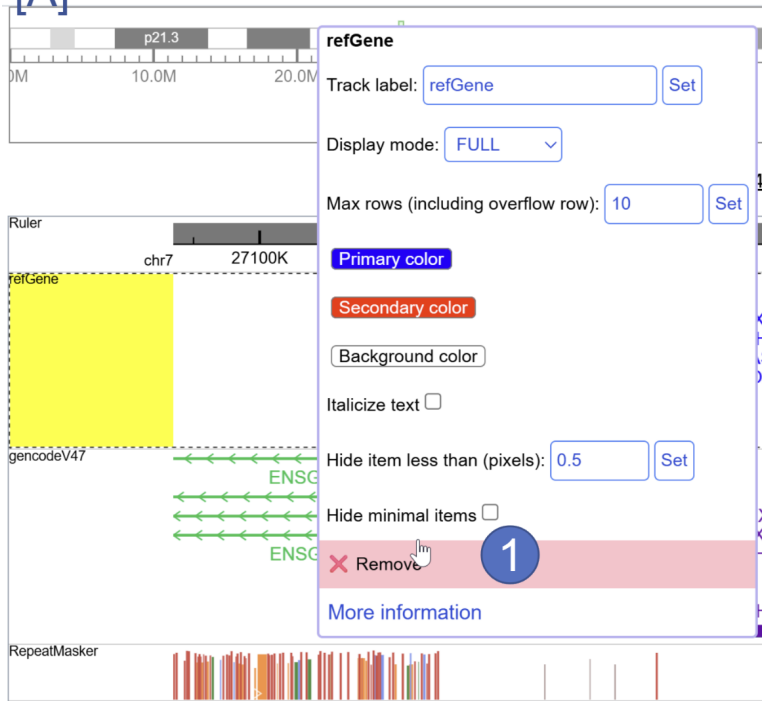 [A]
p21.3
0M 10.0M 20.0M
refGene
Track label: refGene Set
Display mode: FULL
Max rows (including overflow row): 10 Set
Ruler
chr7 27100K
Primary color
refGene
Secondary color
Background color
Italicize text
gencodeV47
Hide item less than (pixels): 0.5 Set
ENSG
Hide minimal items
ENSG
Remove
1
More information
RepeatMasker